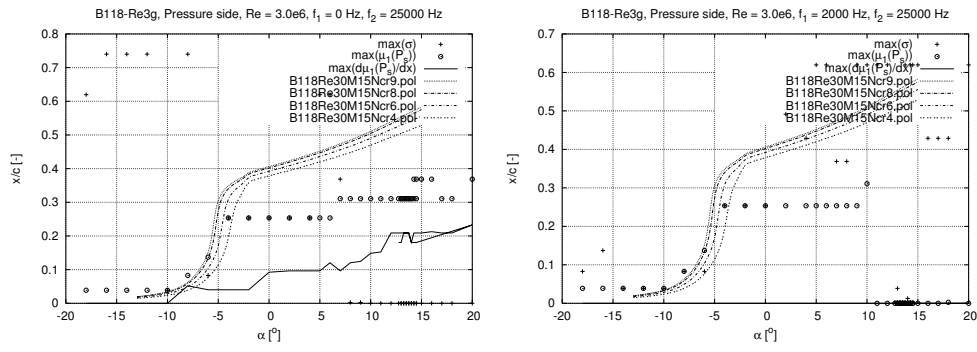 B118-Re3g, Pressure side, Re = 3.0e6, f1 = 0 Hz, f2 = 25000 Hz
0.8
0.7
0.6
0.5
0.4
0.3
0.2
0.1
0
x/c [-]
max(σ)
max(μ1(Ps))
max(dμ1(Ps)/dx)
B118Re30M15Ncr9.pol
B118Re30M15Ncr8.pol
B118Re30M15Ncr6.pol
B118Re30M15Ncr4.pol
-20 -15 -10 -5 0 5 10 15 20
α [o]
B118-Re3g, Pressure side, Re = 3.0e6, f1 = 2000 Hz, f2 = 25000 Hz
0.7
0.6
0.5
0.4
0.3
0.2
0.1
0
x/c [-]
max(σ)
max(μ1(Ps))
max(dμ1(Ps)/dx)
B118Re30M15Ncr9.pol
B118Re30M15Ncr8.pol
B118Re30M15Ncr6.pol
B118Re30M15Ncr4.pol
-20 -15 -10 -5 0 5 10 15 20
α [o]